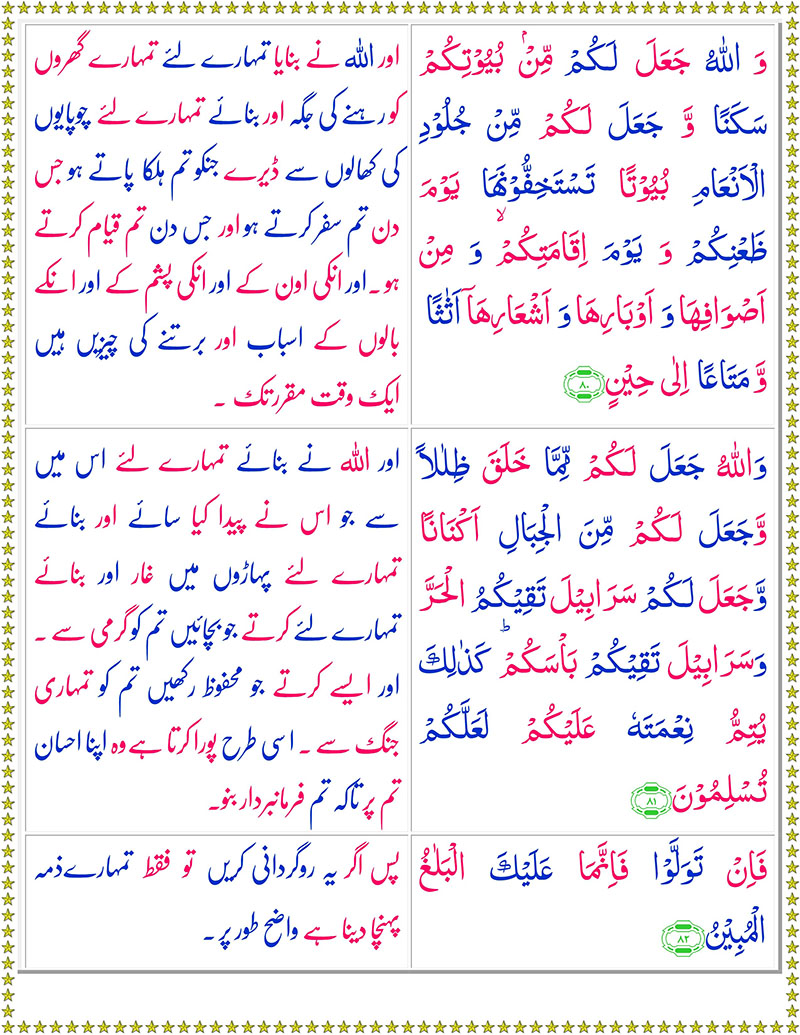 وَ اللهُ جَعَلَ لَكُمْ مِّنْۢ بُيُوْتِكُمْ
سَكَنًا وَّ جَعَلَ لَكُمْ مِّنْ جُلُوْدِ
الْاَنْعَامِ بُيُوْتًا تَسْتَخِفُّوْنَهَا يَوْمَ
ظَعْنِكُمْ وَ يَوْمَ اِقَامَتِكُمْ ۙ وَ مِنْ
اَصْوَافِهَا وَ اَوْبَارِهَا وَ اَشْعَارِهَاۤ اَثَاثًا
وَّ مَتَاعًا اِلٰى حِيْنٍ ۸۰
اور اللہ نے بنایا تمہارے لئے تمہارے گھروں
کو رہنے کی جگہ اور بنائے تمہارے لئے چوپایوں
کی کھالوں سے ڈیرے جنکو تم ہلکا پاتے ہو جس
دن تم سفر کرتے ہو اور جس دن تم قیام کرتے
ہو ۔ اور انکی اون کے اور انکی پشم کے اور انکے
بالوں کے اسباب اور برتنے کی چیزیں ہیں
ایک وقت مقرر تک ۔
وَاللهُ جَعَلَ لَكُمْ مِّمَّا خَلَقَ ظِلٰلًا
وَّجَعَلَ لَكُمْ مِّنَ الْجِبَالِ اَكْنَانًا
وَّجَعَلَ لَكُمْ سَرَابِيْلَ تَقِيْكُمُ الْحَرَّ
وَسَرَابِيْلَ تَقِيْكُمْ بَاْسَكُمْ ؕ كَذٰلِكَ
يُتِمُّ نِعْمَتَهٗ عَلَيْكُمْ لَعَلَّكُمْ
تُسْلِمُوْنَ ۸۱
اور اللہ نے بنائے تمہارے لئے اس میں
سے جو اس نے پیدا کیا سائے اور بنائے
تمہارے لئے پہاڑوں میں غار اور بنائے
تمہارے لئے کرتے جو بچائیں تم کو گرمی سے ۔
اور ایسے کرتے جو محفوظ رکھیں تم کو تمہاری
جنگ سے ۔ اسی طرح پورا کرتا ہے وہ اپنا احسان
تم پر تاکہ تم فرمانبردار بنو۔
فَاِنْ تَوَلَّوْا فَاِنَّمَا عَلَيْكَ الْبَلٰغُ
الْمُبِيْنُ ۸۲
پس اگر یہ روگردانی کریں تو فقط تمہارے ذمہ
پہنچا دینا ہے واضح طور پر ۔